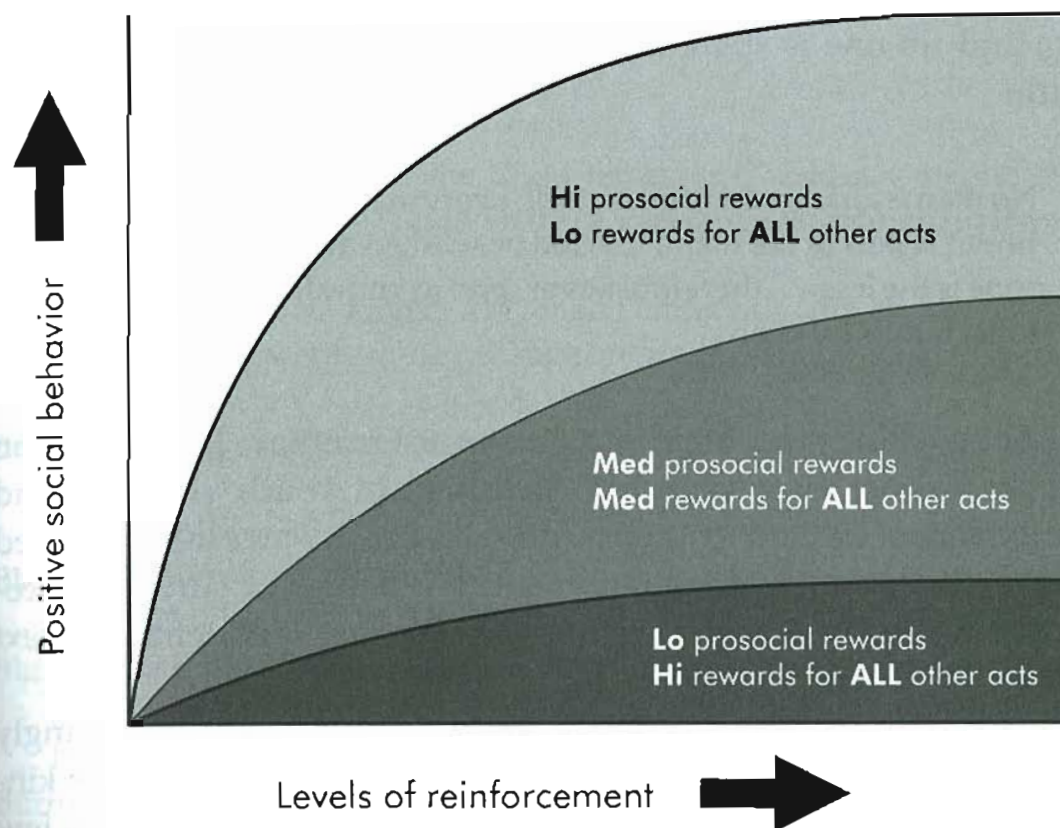 Positive social behavior
Hi prosocial rewards
Lo rewards for ALL other acts
Med prosocial rewards
Med rewards for ALL other acts
Lo prosocial rewards
Hi rewards for ALL other acts
Levels of reinforcement